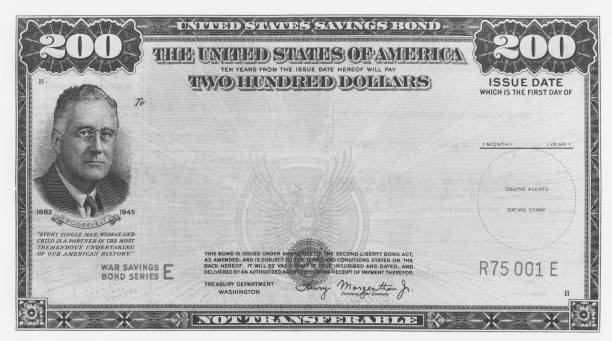 UNITED STATES SAVINGS BOND
200
200
THE UNITED STATES OF AMERICA
TEN YEARS FROM THE ISSUE DATE HEREOF WILL PAY
TWO HUNDRED DOLLARS
ISSUE DATE
WHICH IS THE FIRST DAY OF
H
To
(MONTH) (YEAR)
ISSUING AGENT'S
DATING STAMP
1882 1945
ROOSEVELT
"EVERY SINGLE MAN, WOMAN AND
CHILD IS A PARTNER IN THE MOST
TREMENDOUS UNDERTAKING
OF OUR AMERICAN HISTORY."
WAR SAVINGS
BOND SERIES E
THIS BOND IS ISSUED UNDER AUTHORITY OF THE SECOND LIBERTY BOND ACT,
AS AMENDED, AND IS SUBJECT TO THE TERMS AND CONDITIONS STATED ON THE
BACK HEREOF. IT WILL BE VALID ONLY IF INSCRIBED AND DATED, AND
DELIVERED BY AN AUTHORIZED AGENT UPON RECEIPT OF PAYMENT THEREFOR.
TREASURY DEPARTMENT
WASHINGTON
Henry Morgenthau Jr.
Secretary of the Treasury
R75 001 E
B
NOT TRANSFERABLE